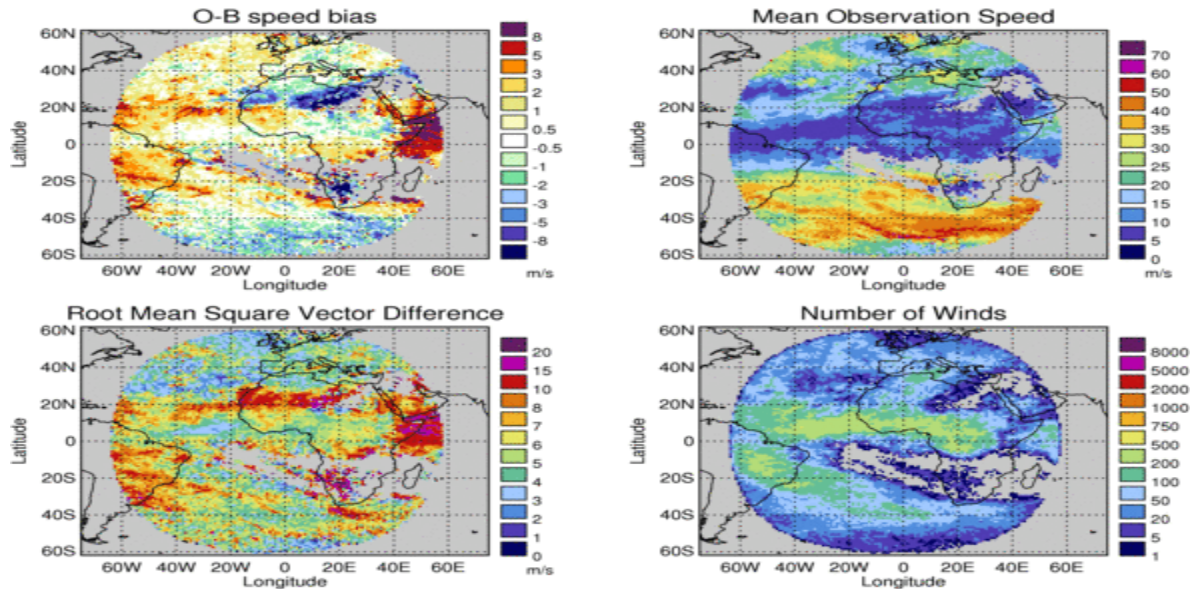 O-B speed bias
60N
40N
20N
0
20S
40S
60S
Latitude
60W 40W 20W 0 20E 40E 60E
Longitude
8
5
3
2
1
0.5
-0.5
-1
-2
-3
-5
-8
m/s
Mean Observation Speed
60N
40N
20N
0
20S
40S
60S
Latitude
60W 40W 20W 0 20E 40E 60E
Longitude
70
60
50
40
35
30
25
20
15
10
5
0
m/s
Root Mean Square Vector Difference
60N
40N
20N
0
20S
40S
60S
Latitude
60W 40W 20W 0 20E 40E 60E
Longitude
20
15
10
8
7
6
5
4
3
2
1
0
m/s
Number of Winds
60N
40N
20N
0
20S
40S
60S
Latitude
60W 40W 20W 0 20E 40E 60E
Longitude
8000
5000
2000
1000
750
500
200
100
50
20
5
1